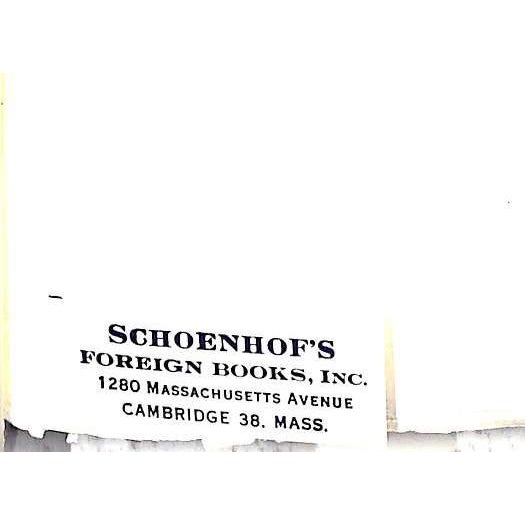 SCHOENHOF'S
FOREIGN BOOKS, INC.
1280 MASSACHUSETTS AVENUE
CAMBRIDGE 38, MASS.